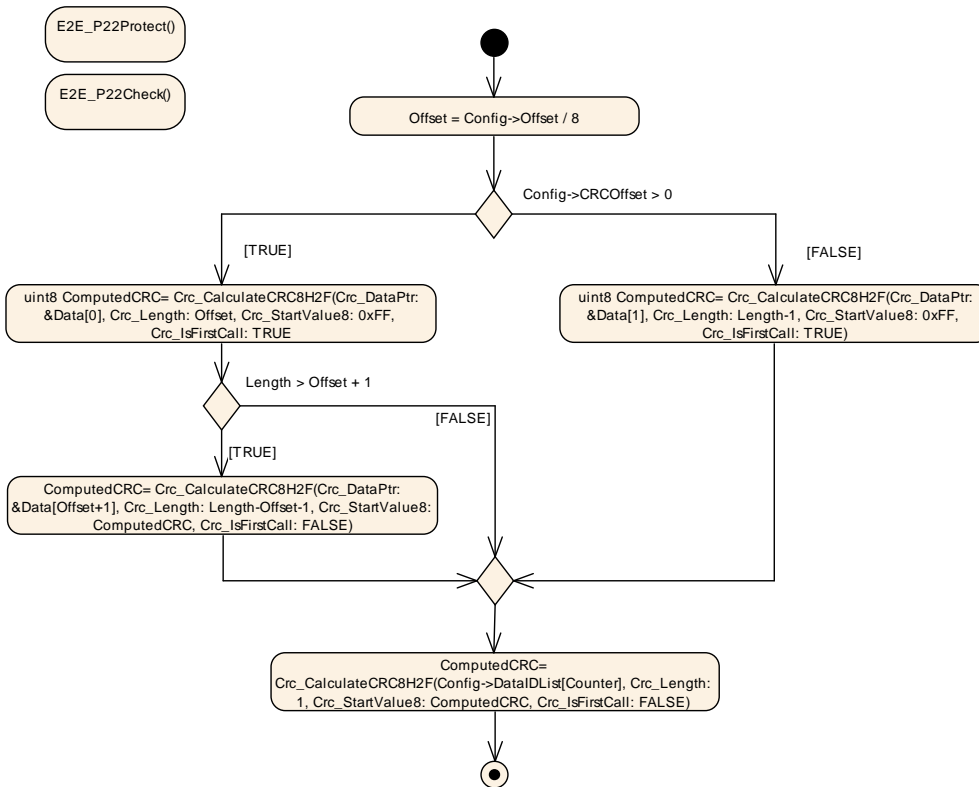 E2E_P22Protect()
E2E_P22Check()
Offset = Config->Offset / 8
Config->CRCOffset > 0
[TRUE]
[FALSE]
uint8 ComputedCRC= Crc_CalculateCRC8H2F(Crc_DataPtr:
&Data[0], Crc_Length: Offset, Crc_StartValue8: 0xFF,
Crc_IsFirstCall: TRUE
uint8 ComputedCRC= Crc_CalculateCRC8H2F(Crc_DataPtr:
&Data[1], Crc_Length: Length-1, Crc_StartValue8: 0xFF,
Crc_IsFirstCall: TRUE)
Length > Offset + 1
[FALSE]
[TRUE]
ComputedCRC= Crc_CalculateCRC8H2F(Crc_DataPtr:
&Data[Offset+1], Crc_Length: Length-Offset-1, Crc_StartValue8:
ComputedCRC, Crc_IsFirstCall: FALSE)
ComputedCRC=
Crc_CalculateCRC8H2F(Config->DataIDList[Counter], Crc_Length:
1, Crc_StartValue8: ComputedCRC, Crc_IsFirstCall: FALSE)